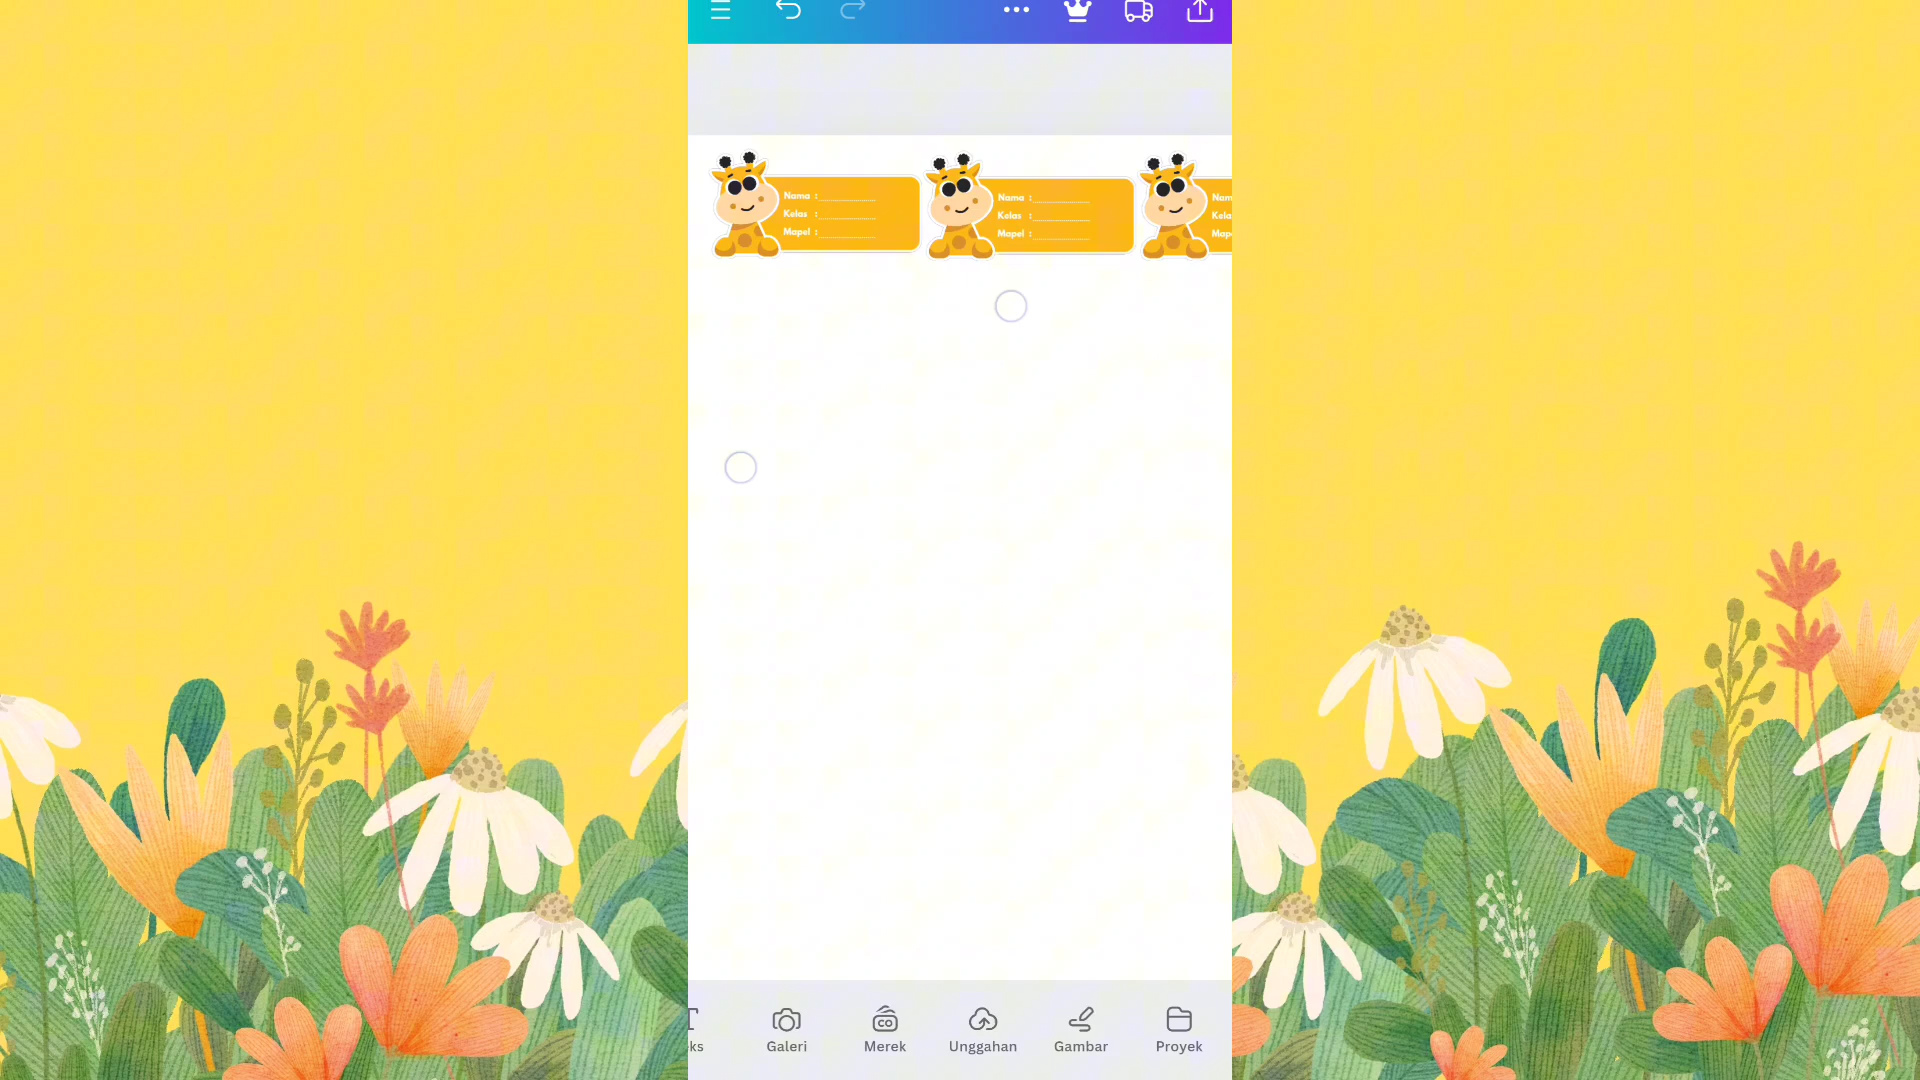 Nama :
Kelas :
Mapel :
Nama :
Kelas :
Mapel :
Nam
Kela
Map
ks
Galeri
Merek
Unggahan
Gambar
Proyek